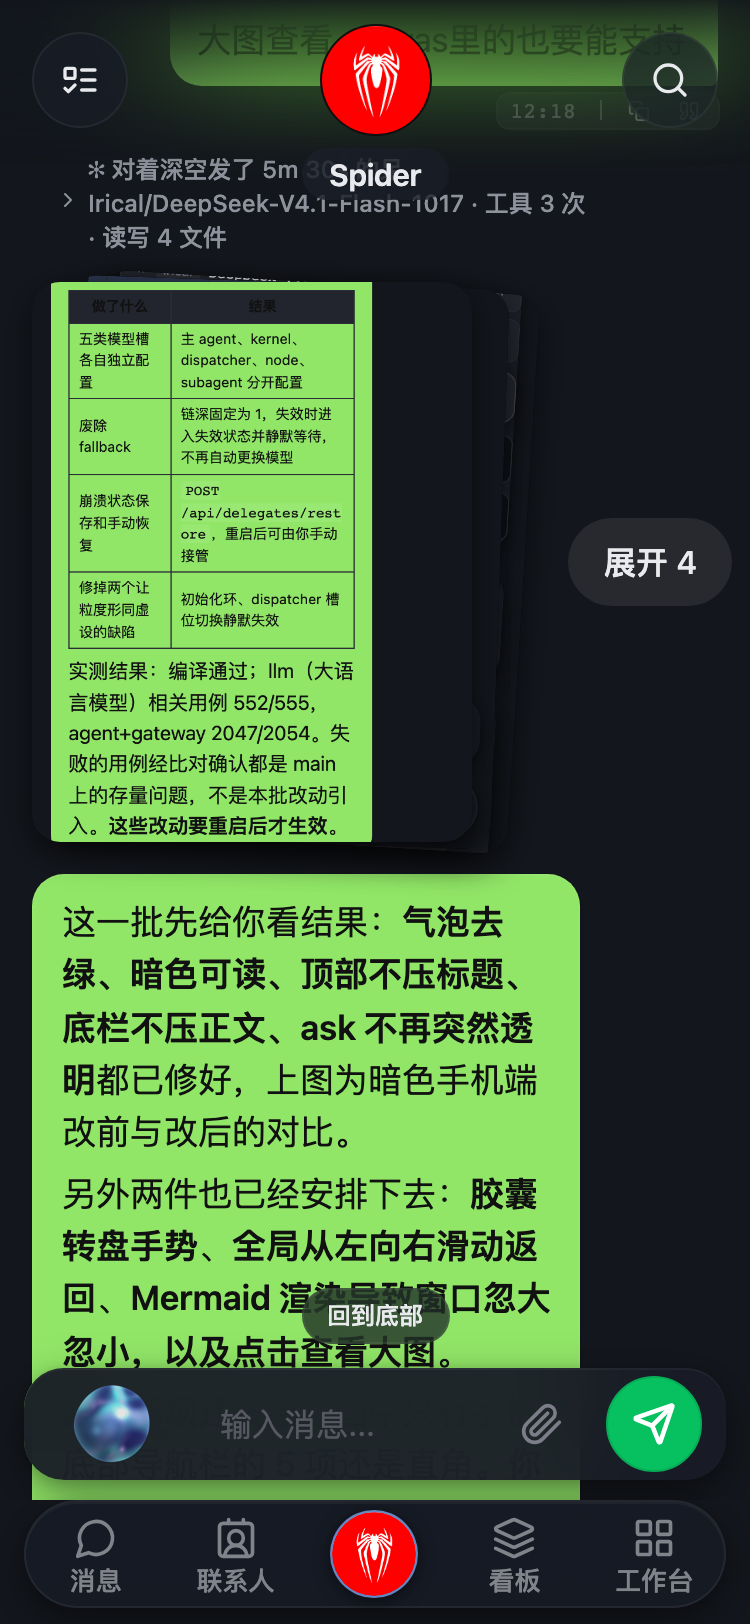 大图查看 as里的也要能支持
12:18
对着深空发了 5m
Spider
lrical/DeepSeek-V4.1-Flash-1017 · 工具 3 次
· 读写 4 文件
做了什么 结果
五类模型槽
各自独立配
置
主 agent、kernel、
dispatcher、node、
subagent 分开配置
废除
fallback
链深固定为 1，失效时进
入失效状态并静默等待，
不再自动更换模型
崩溃状态保
存和手动恢
复
POST
/api/delegates/rest
ore ，重启后可由你手动
接管
修掉两个让
粒度形同虚
设的缺陷
初始化环、dispatcher 槽
位切换静默失效
实测结果：编译通过；llm（大语
言模型）相关用例 552/555，
agent+gateway 2047/2054。失
败的用例经比对确认都是 main
上的存量问题，不是本批改动引
入。这些改动要重启后才生效。
展开 4
这一批先给你看结果：气泡去
绿、暗色可读、顶部不压标题、
底栏不压正文、ask 不再突然透
明都已修好，上图为暗色手机端
改前与改后的对比。
另外两件也已经安排下去：胶囊
转盘手势、全局从左向右滑动返
回、Mermaid 渲染导致窗口忽大
回到底部
忽小，以及点击查看大图。
输入消息...
底部导航栏的 5 项还是直角。你
消息
联系人
看板
工作台